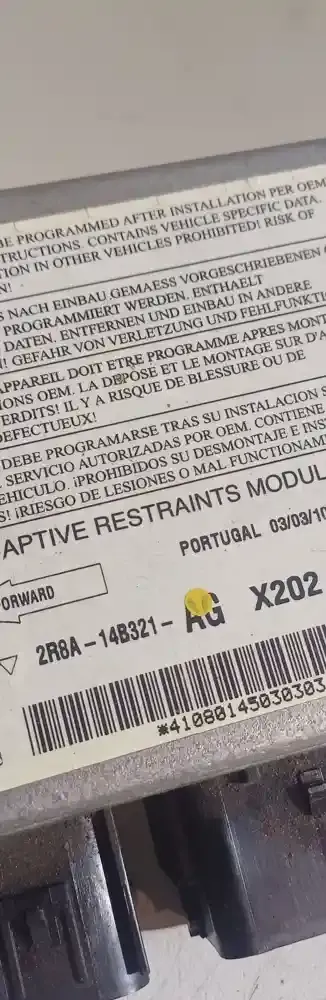 BE PROGRAMMED AFTER INSTALLATION PER OEM
TRUCTIONS. CONTAINS VEHICLE SPECIFIC DATA.
TION IN OTHER VEHICLES PROHIBITED! RISK OF
N!
S NACH EINBAU GEMAESS VORGESCHRIEBENEN
PROGRAMMIERT WERDEN. ENTHAELT
DATEN. ENTFERNEN UND EINBAU IN ANDERE
! GEFAHR VON VERLETZUNG UND FEHLFUNKTI
APPAREIL DOIT ETRE PROGRAMME APRES MONT
IONS OEM. LA DEPOSE ET LE MONTAGE SUR D'A
ERDITS! IL Y A RISQUE DE BLESSURE OU DE
DEFECTUEUX!
DEBE PROGRAMARSE TRAS SU INSTALACION S
SERVICIO AUTORIZADAS POR OEM. CONTIENE
EHICULO. ¡PROHIBIDOS SU DESMONTAJE E INS
S! ¡RIESGO DE LESIONES O MAL FUNCIONAM
APTIVE RESTRAINTS MODUL
PORTUGAL 03/03/10
ORWARD
2R8A-14B321-AG X202
*41080145030303